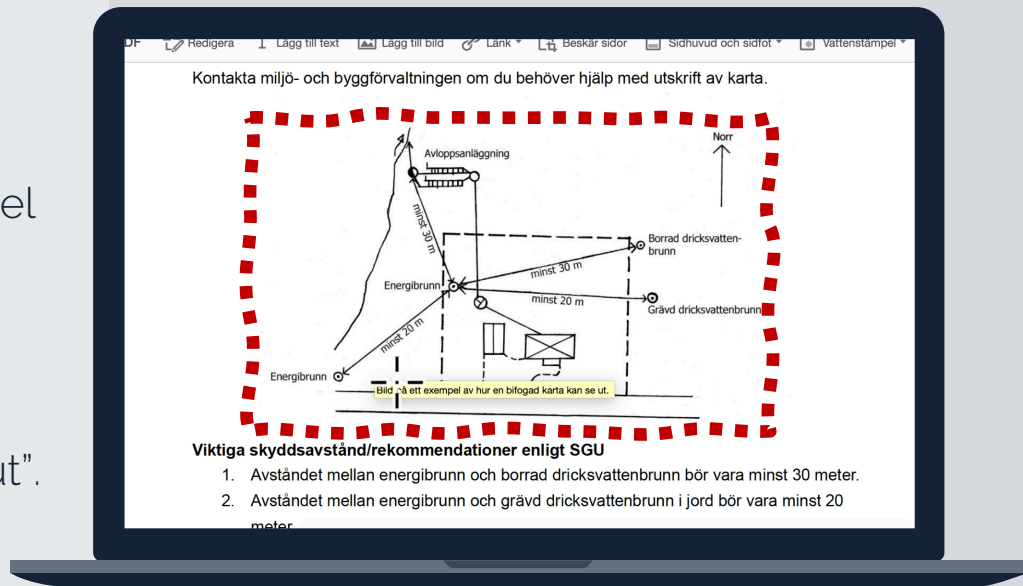 el
ut".
DF Redigera Lägg till text Lägg till bild Länk Beskär sidor Sidhuvud och sidfot Vattenstämpel
Kontakta miljö- och byggförvaltningen om du behöver hjälp med utskrift av karta.
Norr
Avloppsanläggning
minst 30 m
Borrad dricksvatten-
brunn
minst 30 m
Energibrunn
minst 20 m
Grävd dricksvattenbrunn
minst 20 m
Energibrunn
Bild på ett exempel av hur en bifogad karta kan se ut.
Viktiga skyddsavstånd/rekommendationer enligt SGU
1. Avståndet mellan energibrunn och borrad dricksvattenbrunn bör vara minst 30 meter.
2. Avståndet mellan energibrunn och grävd dricksvattenbrunn i jord bör vara minst 20
meter